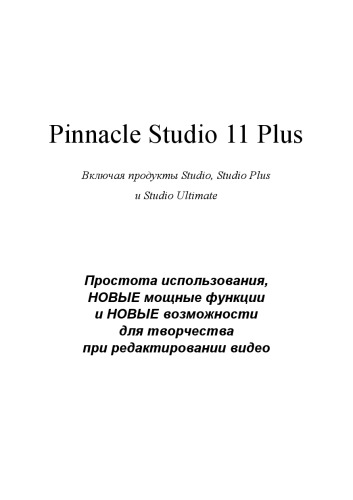 Pinnacle Studio 11 Plus
Включая продукты Studio, Studio Plus
и Studio Ultimate
Простота использования,
НОВЫЕ мощные функции
и НОВЫЕ возможности
для творчества
при редактировании видео